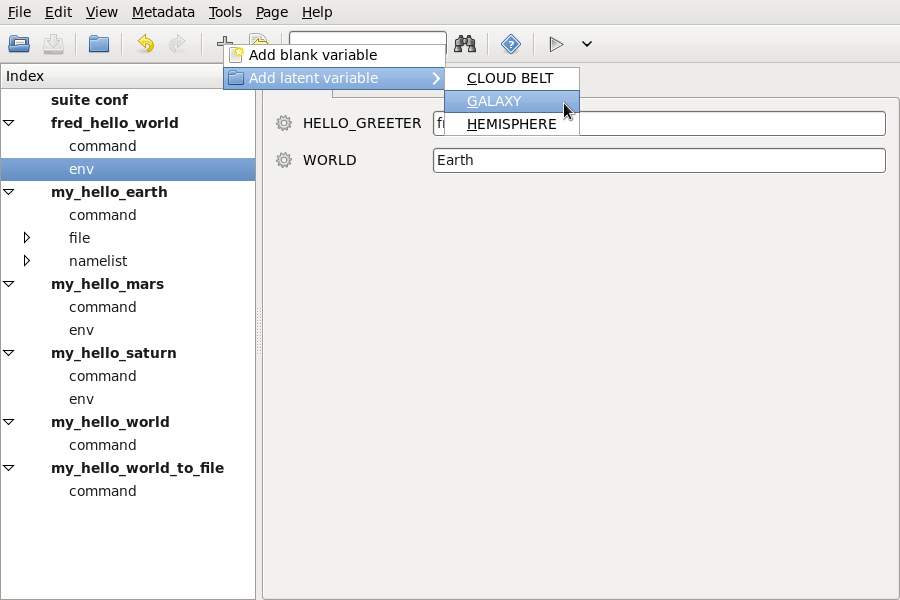 File Edit View Metadata Tools Page Help
Add blank variable
Add latent variable
CLOUD BELT
GALAXY
HEMISPHERE
Index
suite conf
fred_hello_world
command
env
my_hello_earth
command
file
namelist
my_hello_mars
command
env
my_hello_saturn
command
env
my_hello_world
command
my_hello_world_to_file
command
HELLO_GREETER
WORLD Earth